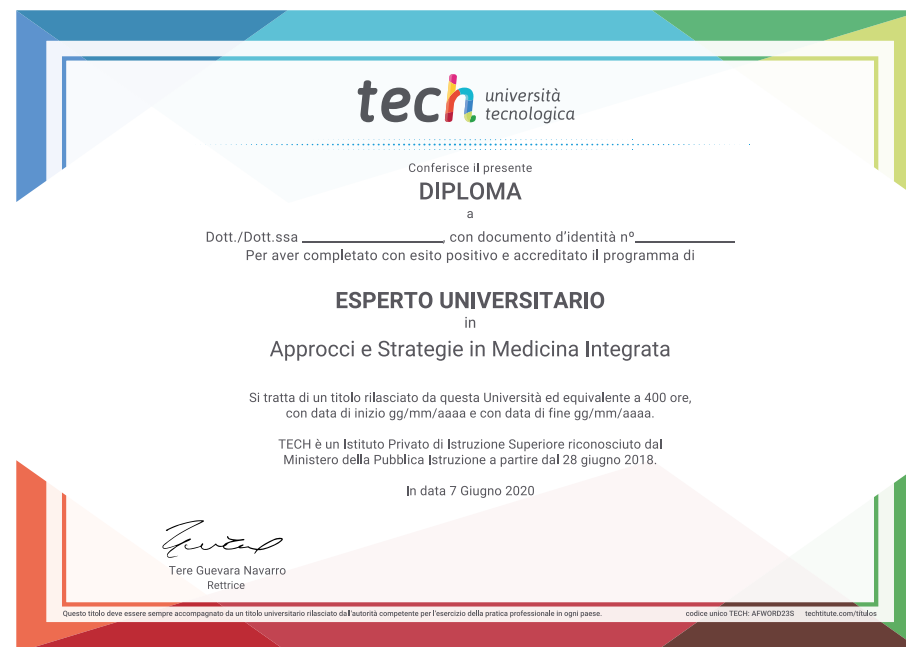 tech università
tecnologica
Conferisce il presente
DIPLOMA
a
Dott./Dott.ssa ____________________, con documento d'identità nº______________
Per aver completato con esito positivo e accreditato il programma di
ESPERTO UNIVERSITARIO
in
Approcci e Strategie in Medicina Integrata
Si tratta di un titolo rilasciato da questa Università ed equivalente a 400 ore,
con data di inizio gg/mm/aaaa e con data di fine gg/mm/aaaa.
TECH è un Istituto Privato di Istruzione Superiore riconosciuto dal
Ministero della Pubblica Istruzione a partire dal 28 giugno 2018.
In data 7 Giugno 2020
Tere Guevara Navarro
Rettrice
Questo titolo deve essere sempre accompagnato da un titolo universitario rilasciato dall'autorità competente per l'esercizio della pratica professionale in ogni paese. codice unico TECH: AFWORD23S techtitute.com/titulos